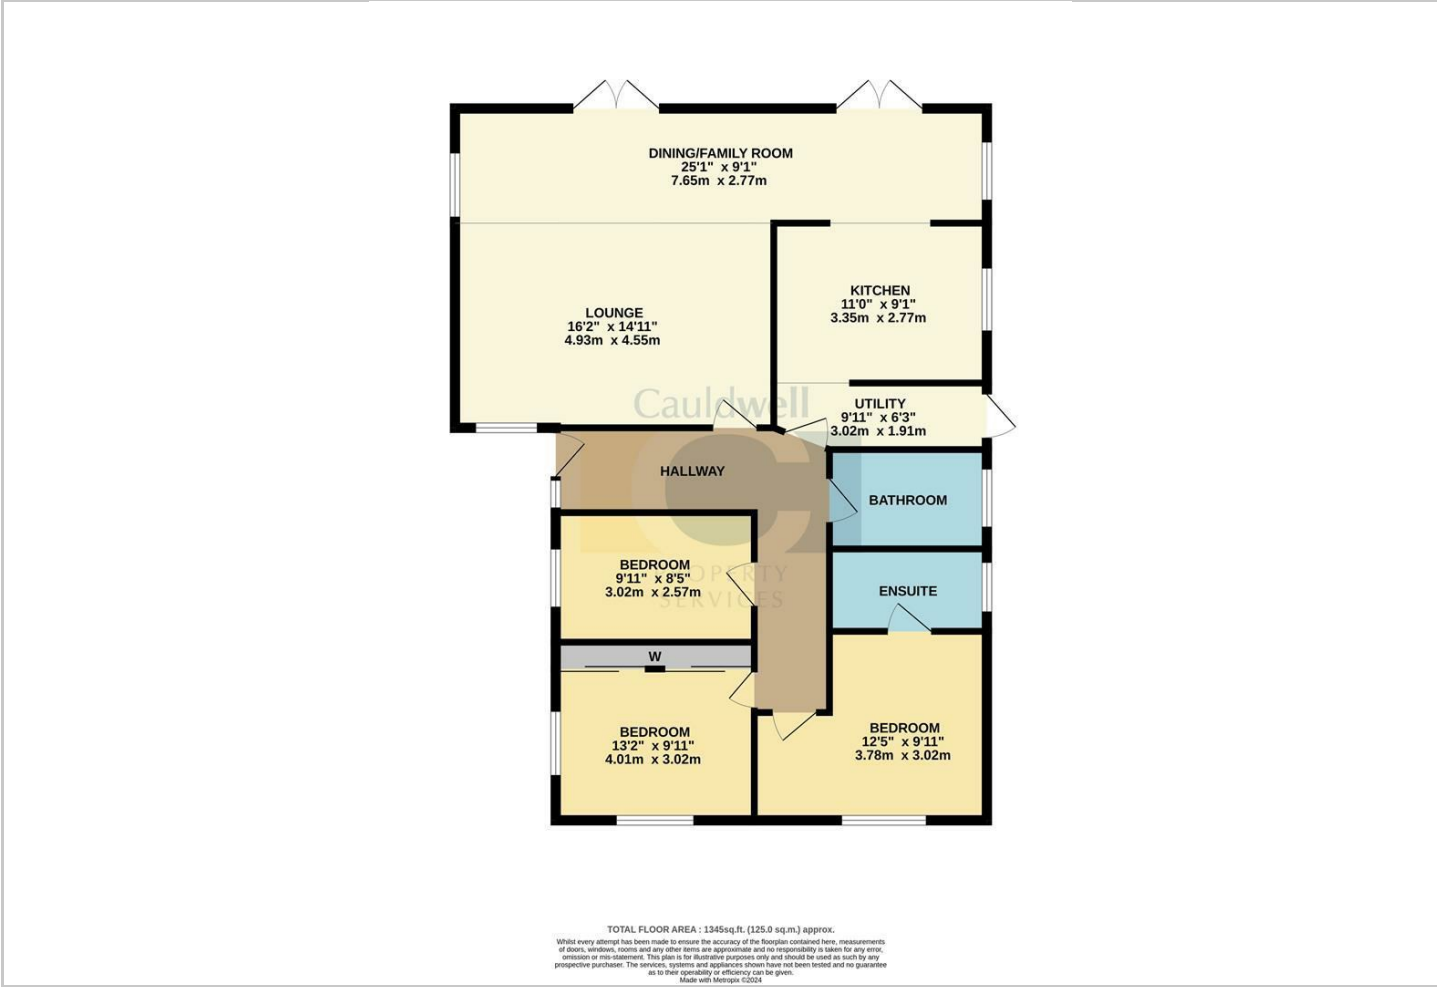 DINING/FAMILY ROOM
25'1" x 9'1"
7.65m x 2.77m
KITCHEN
11'0" x 9'1"
3.35m x 2.77m
LOUNGE
16'2" x 14'11"
4.93m x 4.55m
Cauldwell
UTILITY
9'11" x 6'3"
3.02m x 1.91m
HALLWAY
BATHROOM
BEDROOM
9'11" x 8'5"
3.02m x 2.57m
PROPERTY
SERVICES
ENSUITE
W
BEDROOM
13'2" x 9'11"
4.01m x 3.02m
BEDROOM
12'5" x 9'11"
3.78m x 3.02m
TOTAL FLOOR AREA : 1345sq.ft. (125.0 sq.m.) approx.
Whilst every attempt has been made to ensure the accuracy of the floorplan contained here, measurements
of doors, windows, rooms and any other items are approximate and no responsibility is taken for any error,
omission or mis-statement. This plan is for illustrative purposes only and should be used as such by any
prospective purchaser. The services, systems and appliances shown have not been tested and no guarantee
as to their operability or efficiency can be given.
Made with Metropix ©2024